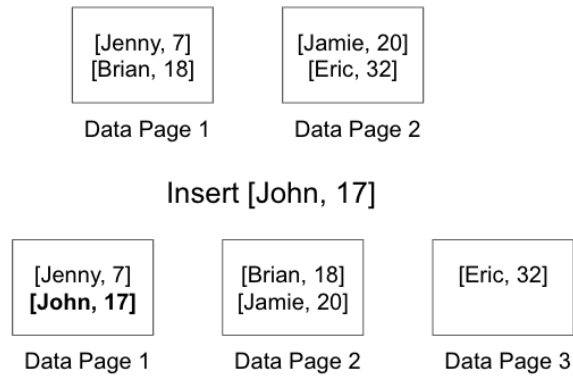 [Jenny, 7]
[Brian, 18]
Data Page 1
[Jamie, 20]
[Eric, 32]
Data Page 2
Insert [John, 17]
[Jenny, 7]
[John, 17]
Data Page 1
[Brian, 18]
[Jamie, 20]
Data Page 2
[Eric, 32]
Data Page 3